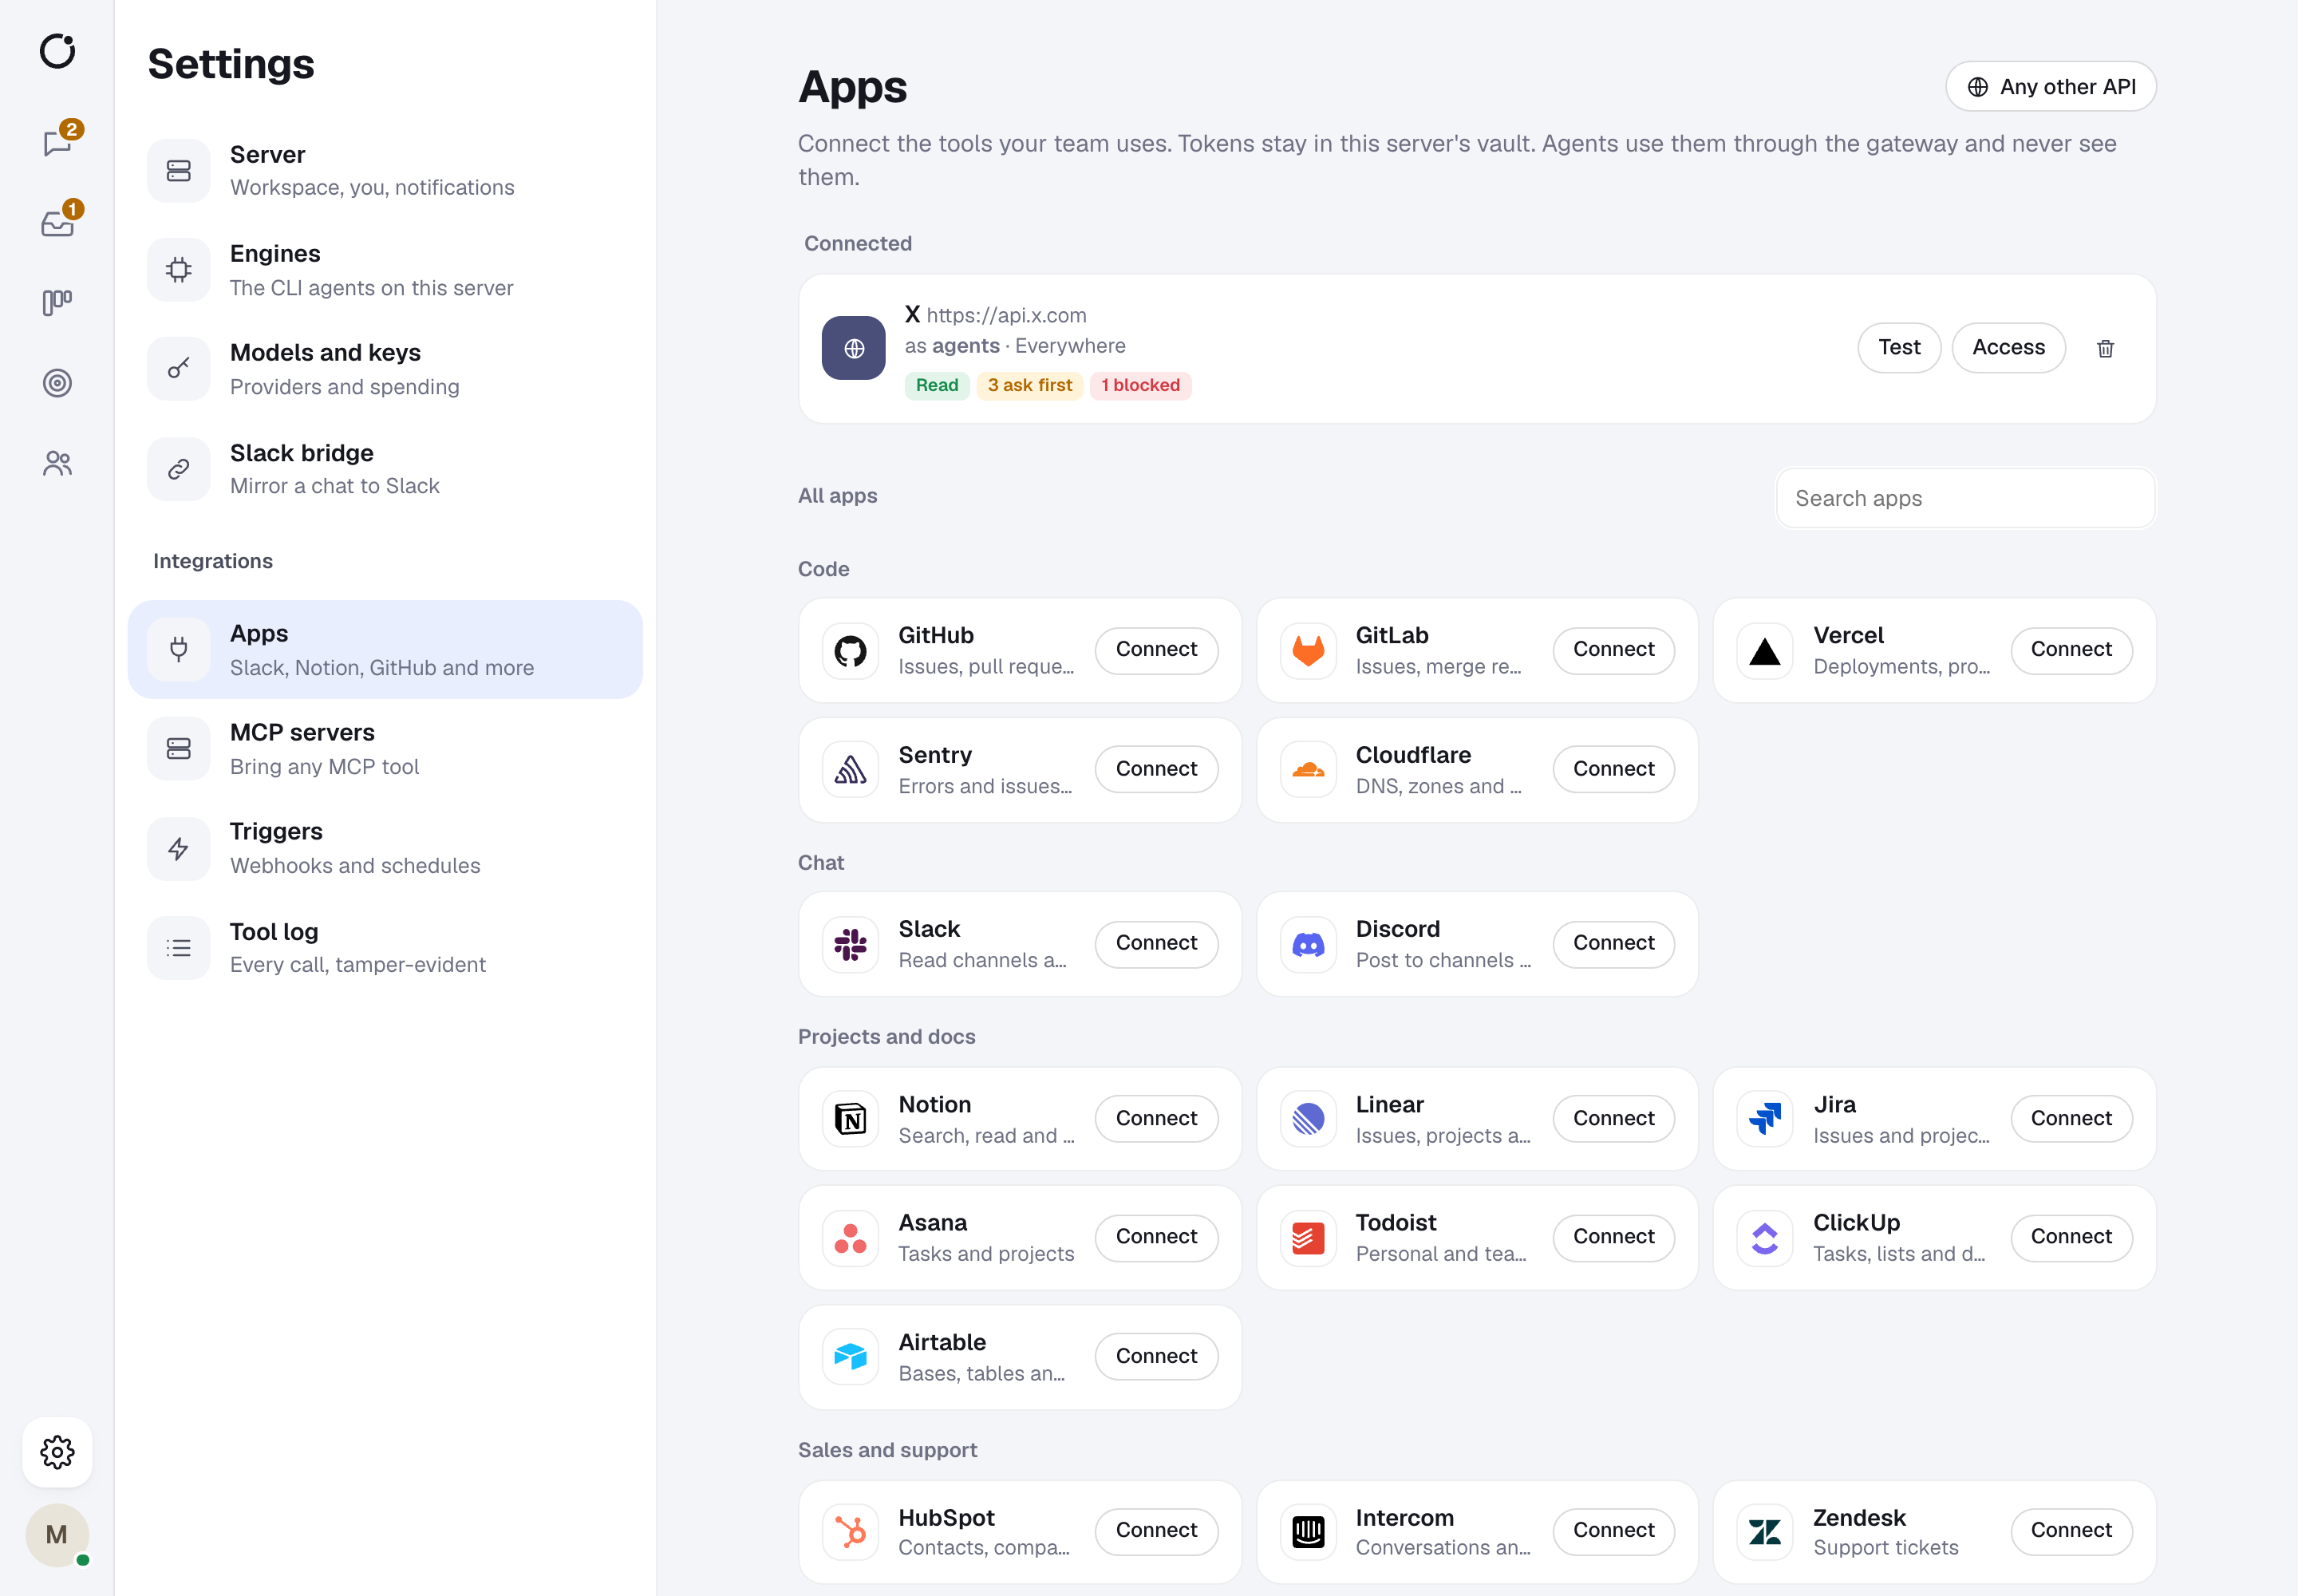 2
1
M
Settings
Server
Workspace, you, notifications
Engines
The CLI agents on this server
Models and keys
Providers and spending
Slack bridge
Mirror a chat to Slack
Integrations
Apps
Slack, Notion, GitHub and more
MCP servers
Bring any MCP tool
Triggers
Webhooks and schedules
Tool log
Every call, tamper-evident
Apps
Any other API
Connect the tools your team uses. Tokens stay in this server's vault. Agents use them through the gateway and never see
them.
Connected
X https://api.x.com
as agents · Everywhere
Read 3 ask first 1 blocked
Test Access
All apps
Search apps
Code
GitHub
Issues, pull reque...
Connect
GitLab
Issues, merge re...
Connect
Vercel
Deployments, pro...
Connect
Sentry
Errors and issues...
Connect
Cloudflare
DNS, zones and ...
Connect
Chat
Slack
Read channels a...
Connect
Discord
Post to channels ...
Connect
Projects and docs
Notion
Search, read and ...
Connect
Linear
Issues, projects a...
Connect
Jira
Issues and projec...
Connect
Asana
Tasks and projects
Connect
Todoist
Personal and tea...
Connect
ClickUp
Tasks, lists and d...
Connect
Airtable
Bases, tables an...
Connect
Sales and support
HubSpot
Contacts, compa...
Connect
Intercom
Conversations an...
Connect
Zendesk
Support tickets
Connect